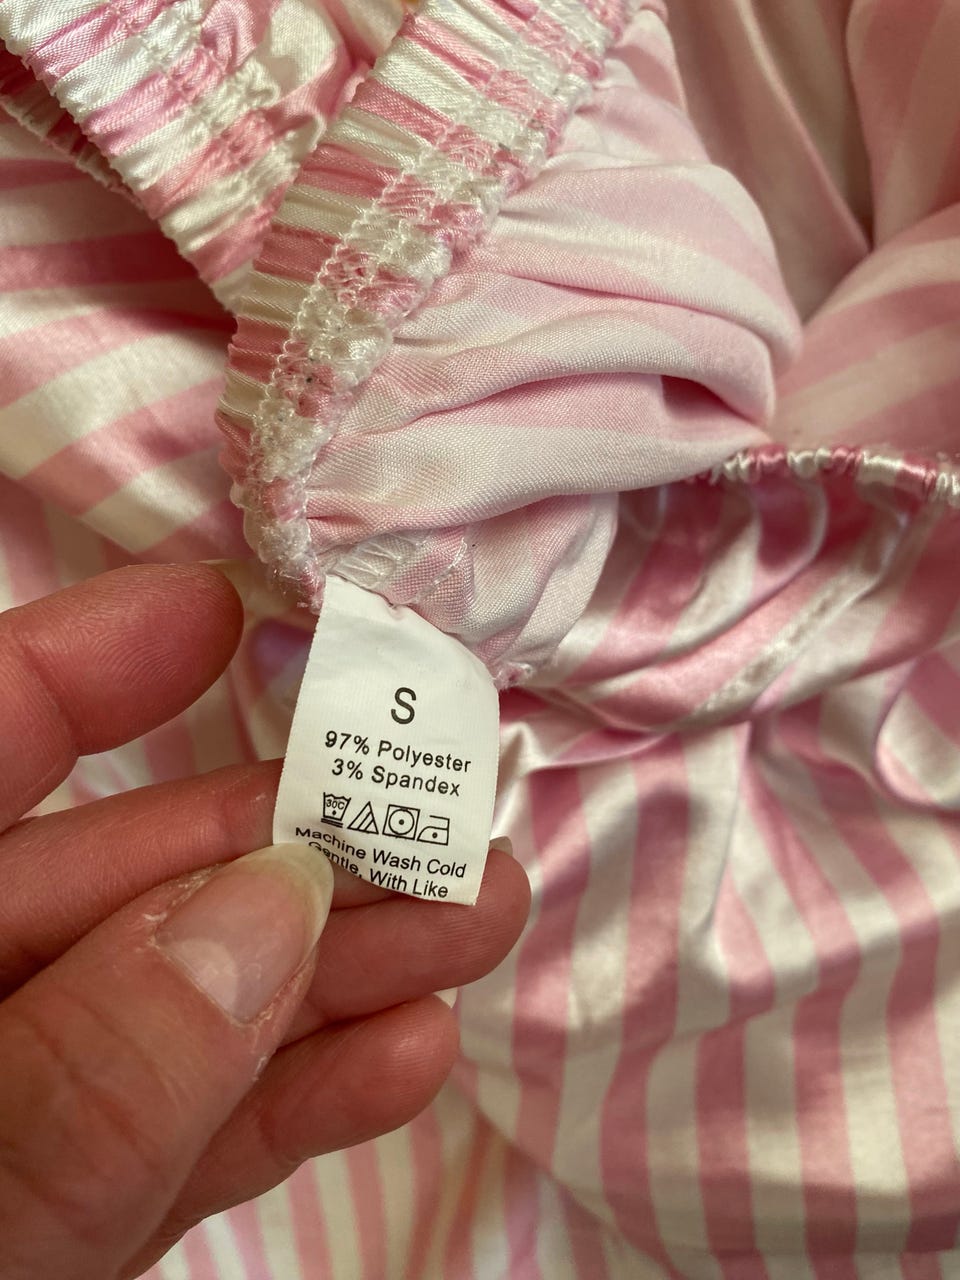 S
97% Polyester
3% Spandex
30C
Machine Wash Cold
Gentle, With Like